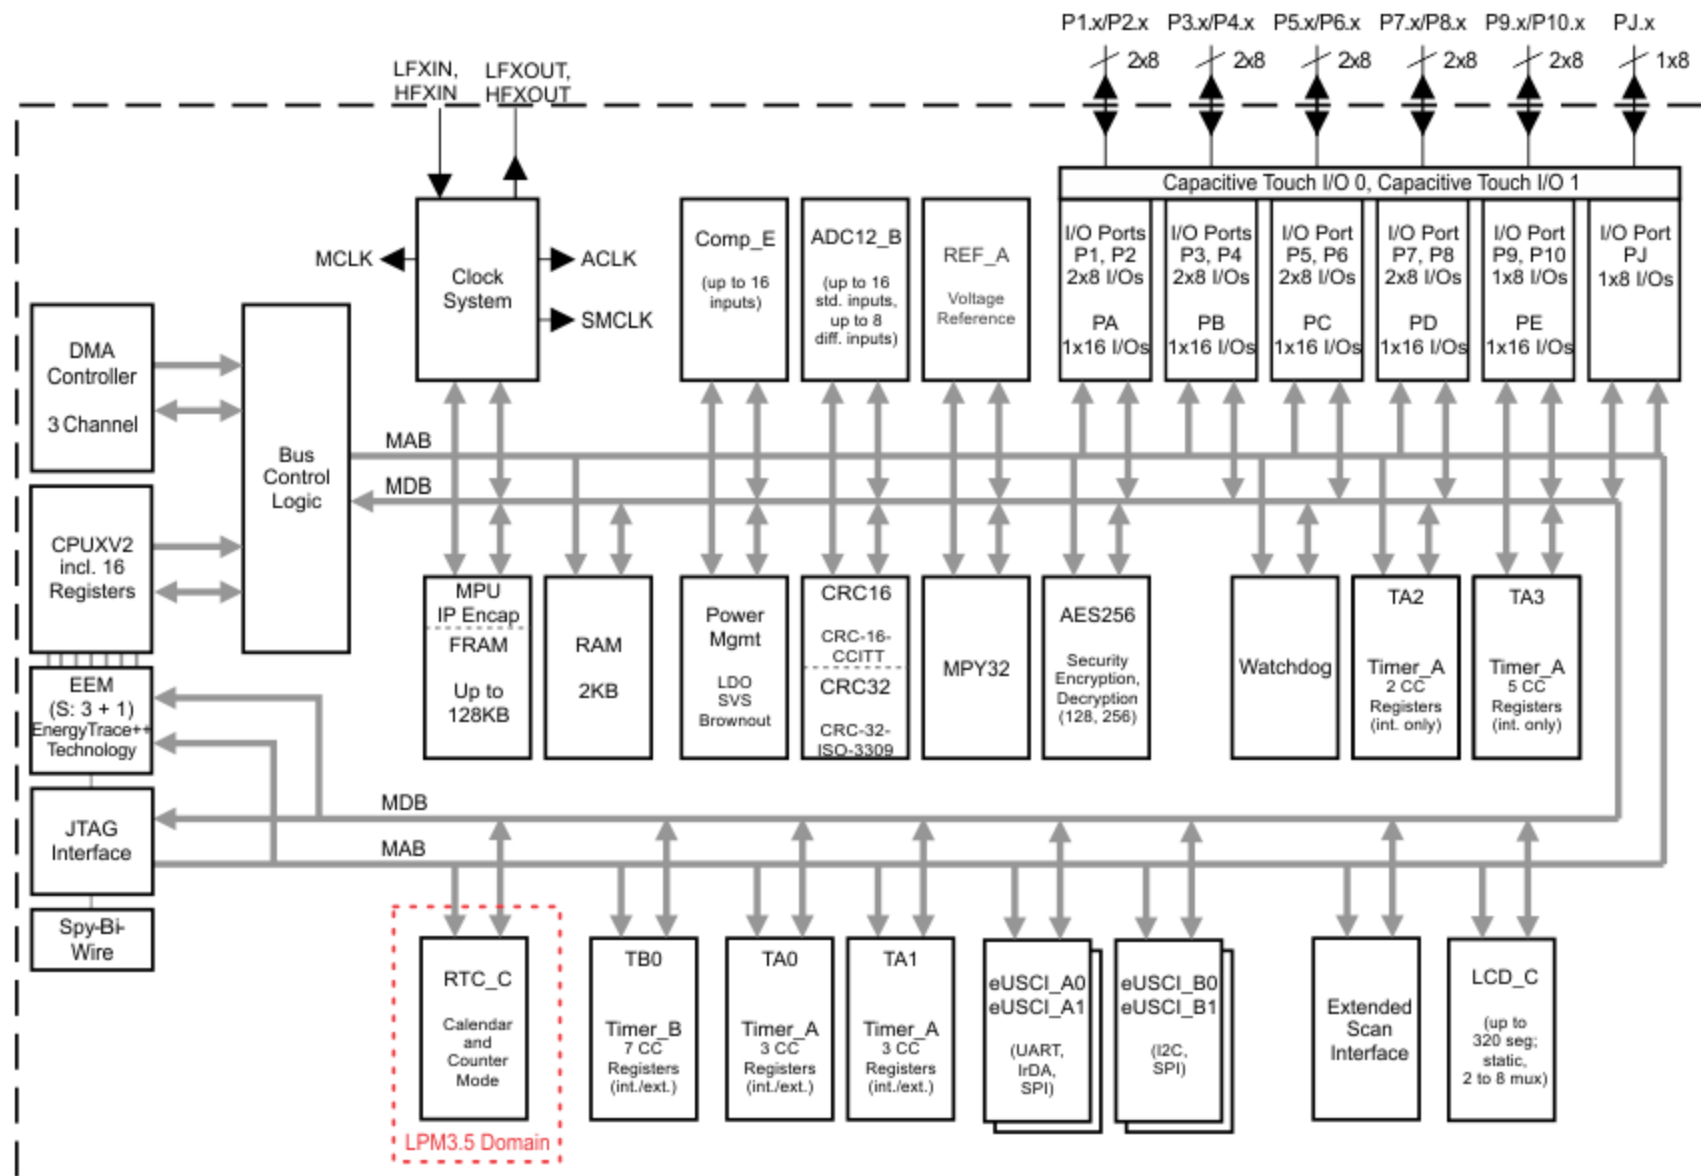 P1.x/P2.x
P3.x/P4.x
P5.x/P6.x
P7.x/P8.x
P9.x/P10.x
PJ.x
2x8
2x8
2x8
2x8
2x8
1x8
LFXIN,
HFXIN
LFXOUT,
HFXOUT
Capacitive Touch I/O 0, Capacitive Touch I/O 1
MCLK
Clock
System
ACLK
SMCLK
Comp_E
(up to 16
inputs)
ADC12_B
(up to 16
std. inputs,
up to 8
diff. inputs)
REF_A
Voltage
Reference
I/O Ports
P1, P2
2x8 I/Os
PA
1x16 I/Os
I/O Ports
P3, P4
2x8 I/Os
PB
1x16 I/Os
I/O Port
P5, P6
2x8 I/Os
PC
1x16 I/Os
I/O Port
P7, P8
2x8 I/Os
PD
1x16 I/Os
I/O Port
P9, P10
1x8 I/Os
PE
1x16 I/Os
I/O Port
PJ
1x8 I/Os
DMA
Controller
3 Channel
Bus
Control
Logic
MAB
MDB
CPUXV2
incl. 16
Registers
EEM
(S: 3 + 1)
EnergyTrace++
Technology
JTAG
Interface
Spy-Bi-
Wire
MPU
IP Encap
FRAM
Up to
128KB
RAM
2KB
Power
Mgmt
LDO
SVS
Brownout
CRC16
CRC-16-
CCITT
CRC32
CRC-32-
ISO-3309
MPY32
AES256
Security
Encryption,
Decryption
(128, 256)
Watchdog
TA2
Timer_A
2 CC
Registers
(int. only)
TA3
Timer_A
5 CC
Registers
(int. only)
MDB
MAB
RTC_C
Calendar
and
Counter
Mode
LPM3.5 Domain
TB0
Timer_B
7 CC
Registers
(int./ext.)
TA0
Timer_A
3 CC
Registers
(int./ext.)
TA1
Timer_A
3 CC
Registers
(int./ext.)
eUSCI_A0
eUSCI_A1
(UART,
IrDA,
SPI)
eUSCI_B0
eUSCI_B1
(I2C,
SPI)
Extended
Scan
Interface
LCD_C
(up to
320 seg;
static,
2 to 8 mux)